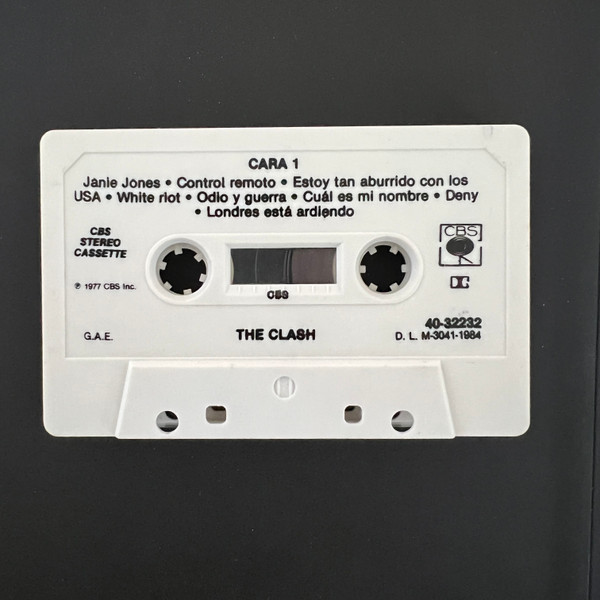 CARA 1
Janie Jones • Control remoto • Estoy tan aburrido con los
USA • White riot • Odio y guerra • Cuál es mi nombre • Deny
• Londres está ardiendo
CBS
STEREO
CASSETTE
CBS
℗ 1977 CBS Inc.
CBS
40-32232
G.A.E.
THE CLASH
D. L. M-3041-1984